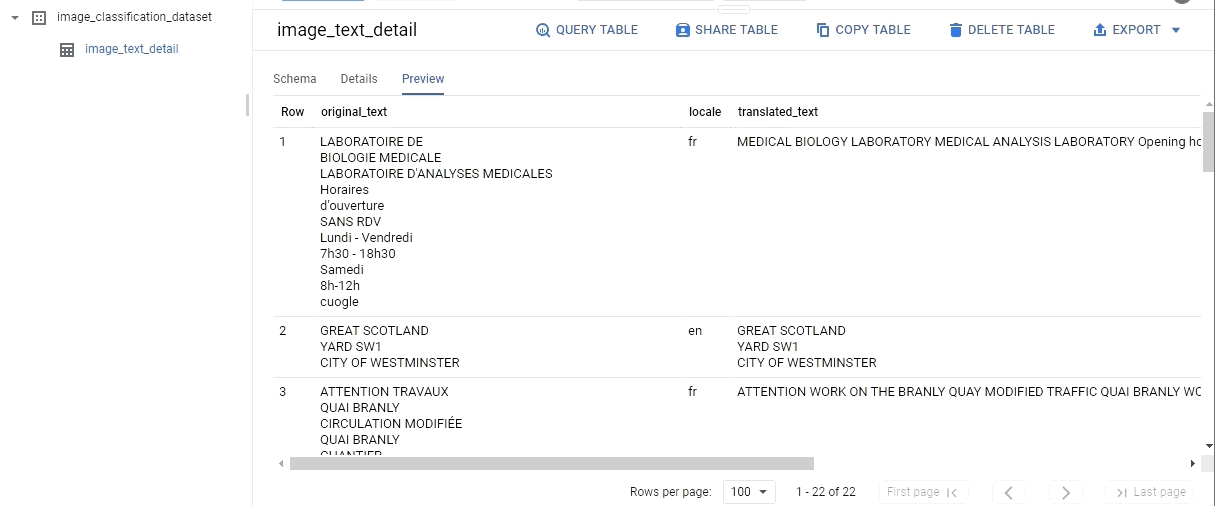 image_classification_dataset
image_text_detail
image_text_detail
QUERY TABLE
SHARE TABLE
COPY TABLE
DELETE TABLE
EXPORT
Schema
Details
Preview
Row
original_text
locale
translated_text
1
LABORATOIRE DE
BIOLOGIE MEDICALE
LABORATOIRE D'ANALYSES MEDICALES
Horaires
d'ouverture
SANS RDV
Lundi - Vendredi
7h30 - 18h30
Samedi
8h-12h
cuogle
fr
MEDICAL BIOLOGY LABORATORY MEDICAL ANALYSIS LABORATORY Opening ho
2
GREAT SCOTLAND
YARD SW1
CITY OF WESTMINSTER
en
GREAT SCOTLAND
YARD SW1
CITY OF WESTMINSTER
3
ATTENTION TRAVAUX
QUAI BRANLY
CIRCULATION MODIFIÉE
QUAI BRANLY
CHANTIER
fr
ATTENTION WORK ON THE BRANLY QUAY MODIFIED TRAFFIC QUAI BRANLY WO
Rows per page:
100
1 - 22 of 22
First page
Last page